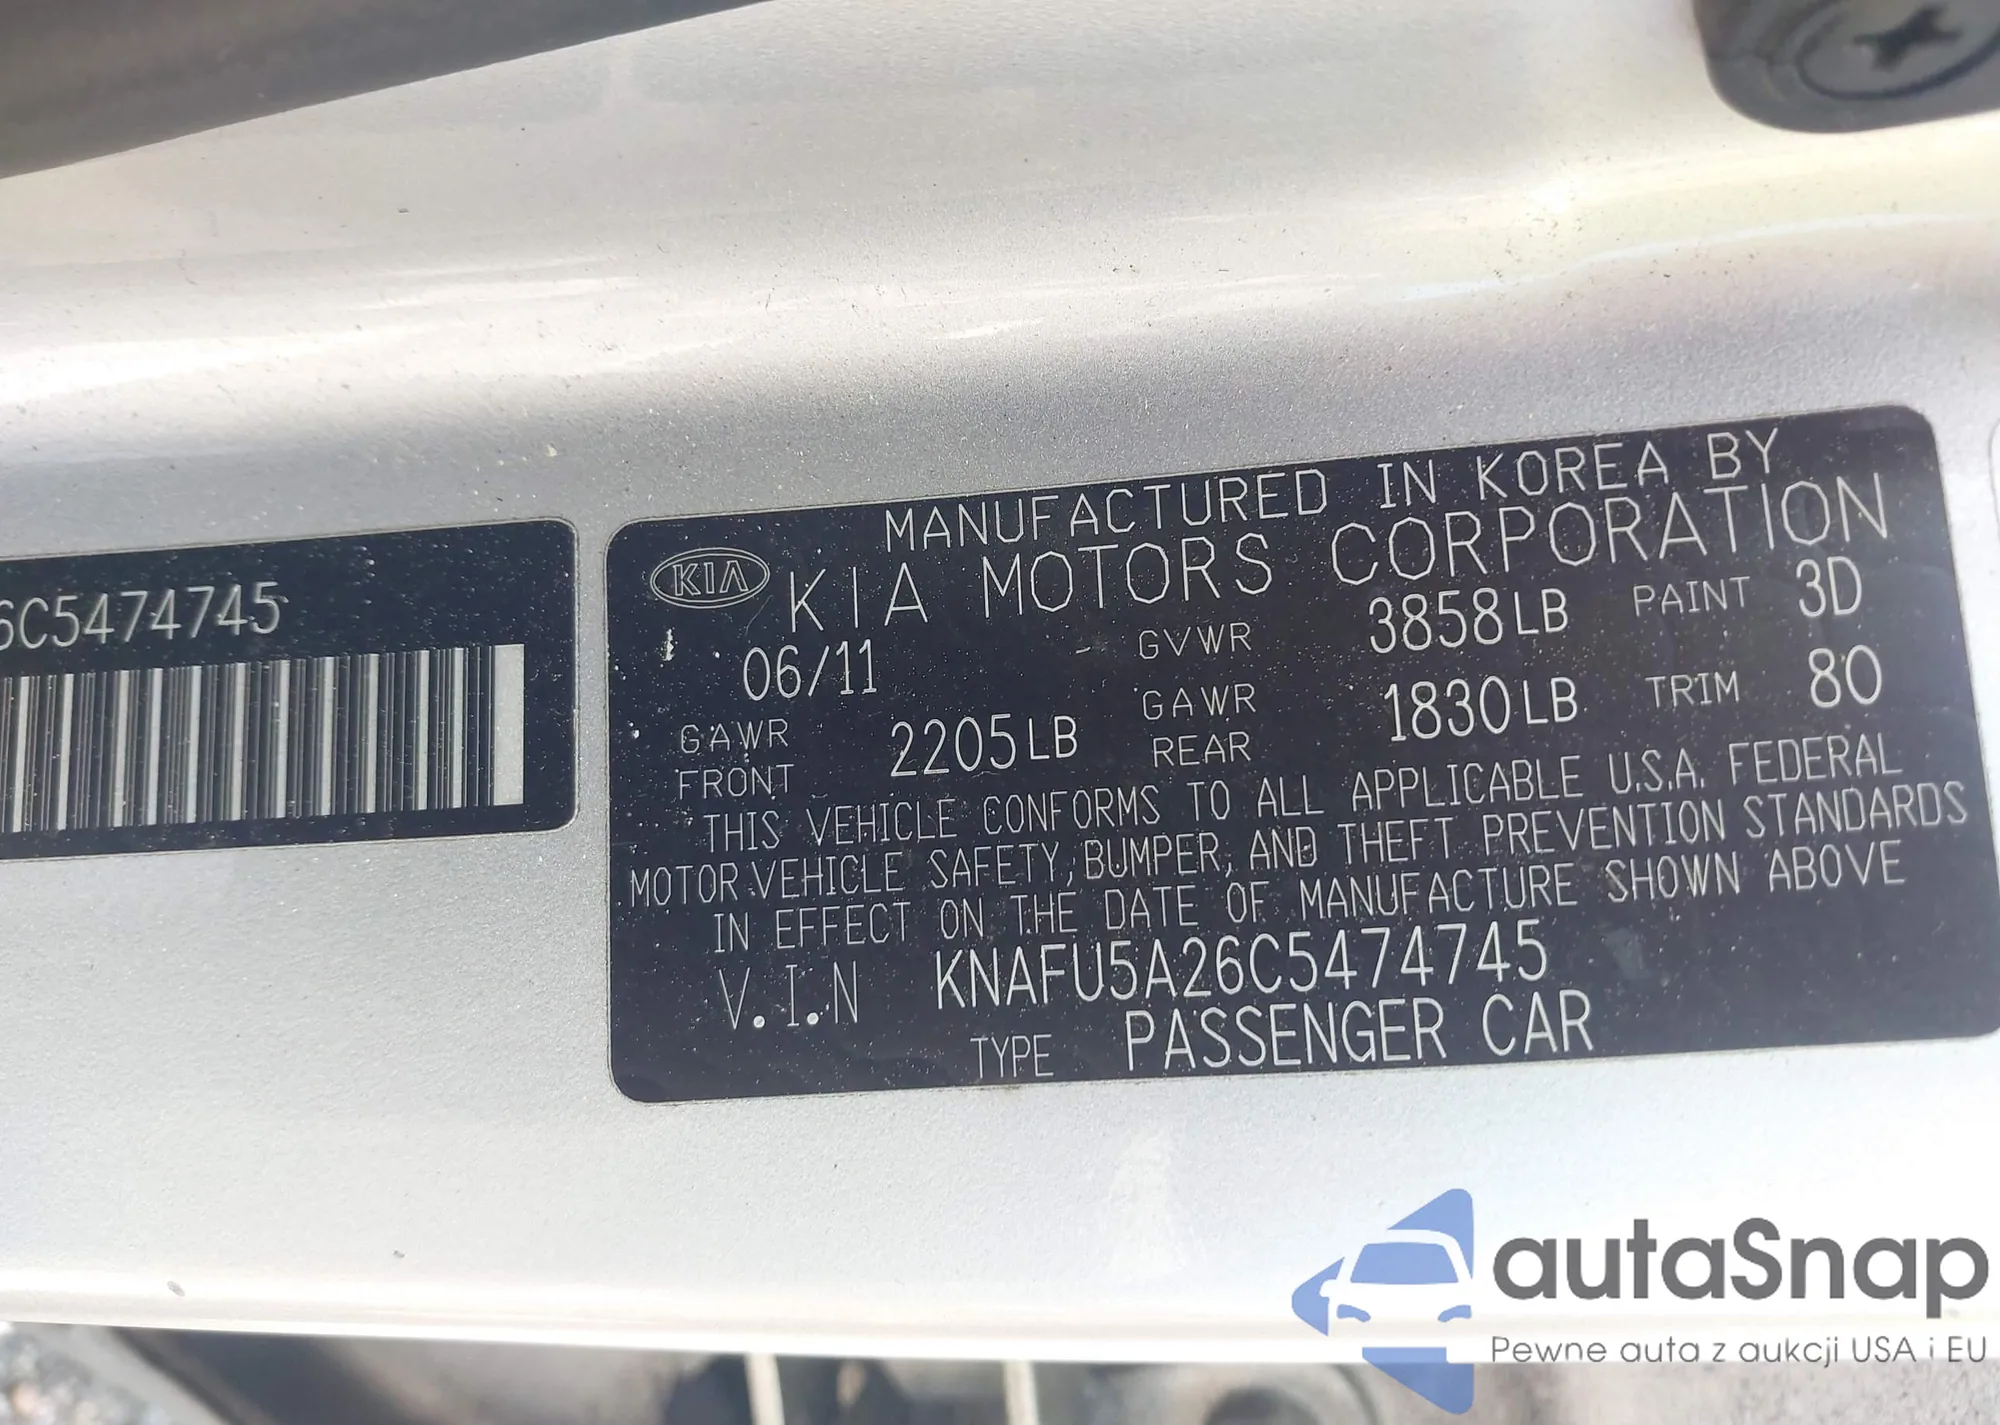 6C5474745
MANUFACTURED IN KOREA BY
KIA KIA MOTORS CORPORATION
06/11 GVWR 3858LB PAINT 3D
GAWR FRONT 2205LB GAWR REAR 1830LB TRIM 80
THIS VEHICLE CONFORMS TO ALL APPLICABLE U.S.A. FEDERAL
MOTOR VEHICLE SAFETY, BUMPER, AND THEFT PREVENTION STANDARDS
IN EFFECT ON THE DATE OF MANUFACTURE SHOWN ABOVE
V.I.N KNAFU5A26C5474745
TYPE PASSENGER CAR
autaSnap
Pewne auta z aukcji USA i EU